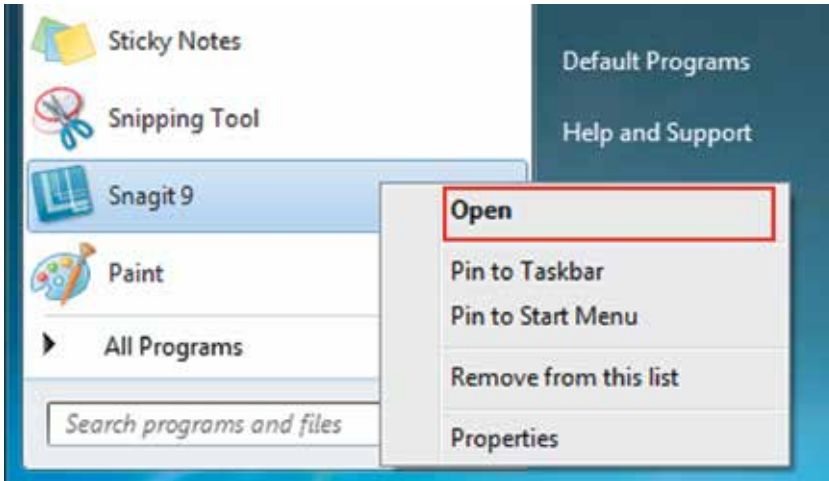 Sticky Notes
Snipping Tool
Snagit 9
Paint
All Programs
Search programs and files
Default Programs
Help and Support
Open
Pin to Taskbar
Pin to Start Menu
Remove from this list
Properties